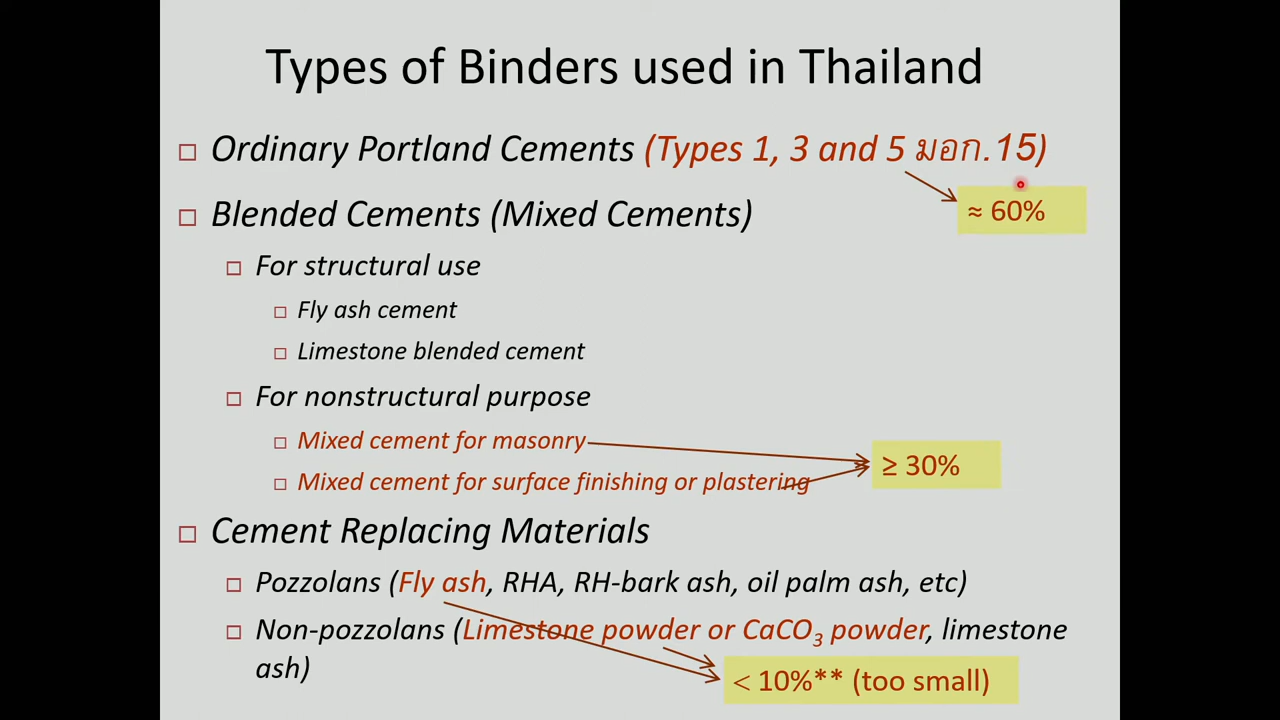 Types of Binders used in Thailand
Ordinary Portland Cements (Types 1, 3 and 5 มอก.15)
≈ 60%
Blended Cements (Mixed Cements)
For structural use
Fly ash cement
Limestone blended cement
For nonstructural purpose
Mixed cement for masonry
≥ 30%
Mixed cement for surface finishing or plastering
Cement Replacing Materials
Pozzolans (Fly ash, RHA, RH-bark ash, oil palm ash, etc)
Non-pozzolans (Limestone powder or CaCO₃ powder, limestone
ash)
< 10%** (too small)